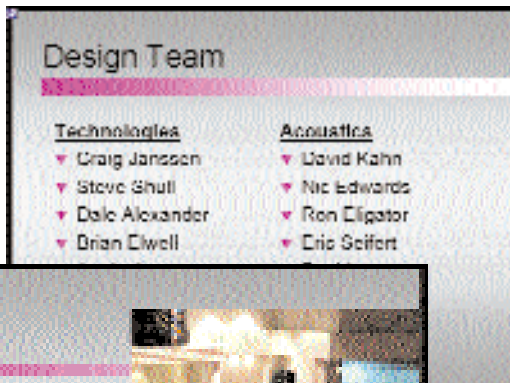 Design Team
Technologies
Craig Janssen
Steve Shull
Dale Alexander
Brian Elwell
Acoustics
David Kahn
Nic Edwards
Ron Eligator
Eric Seifert